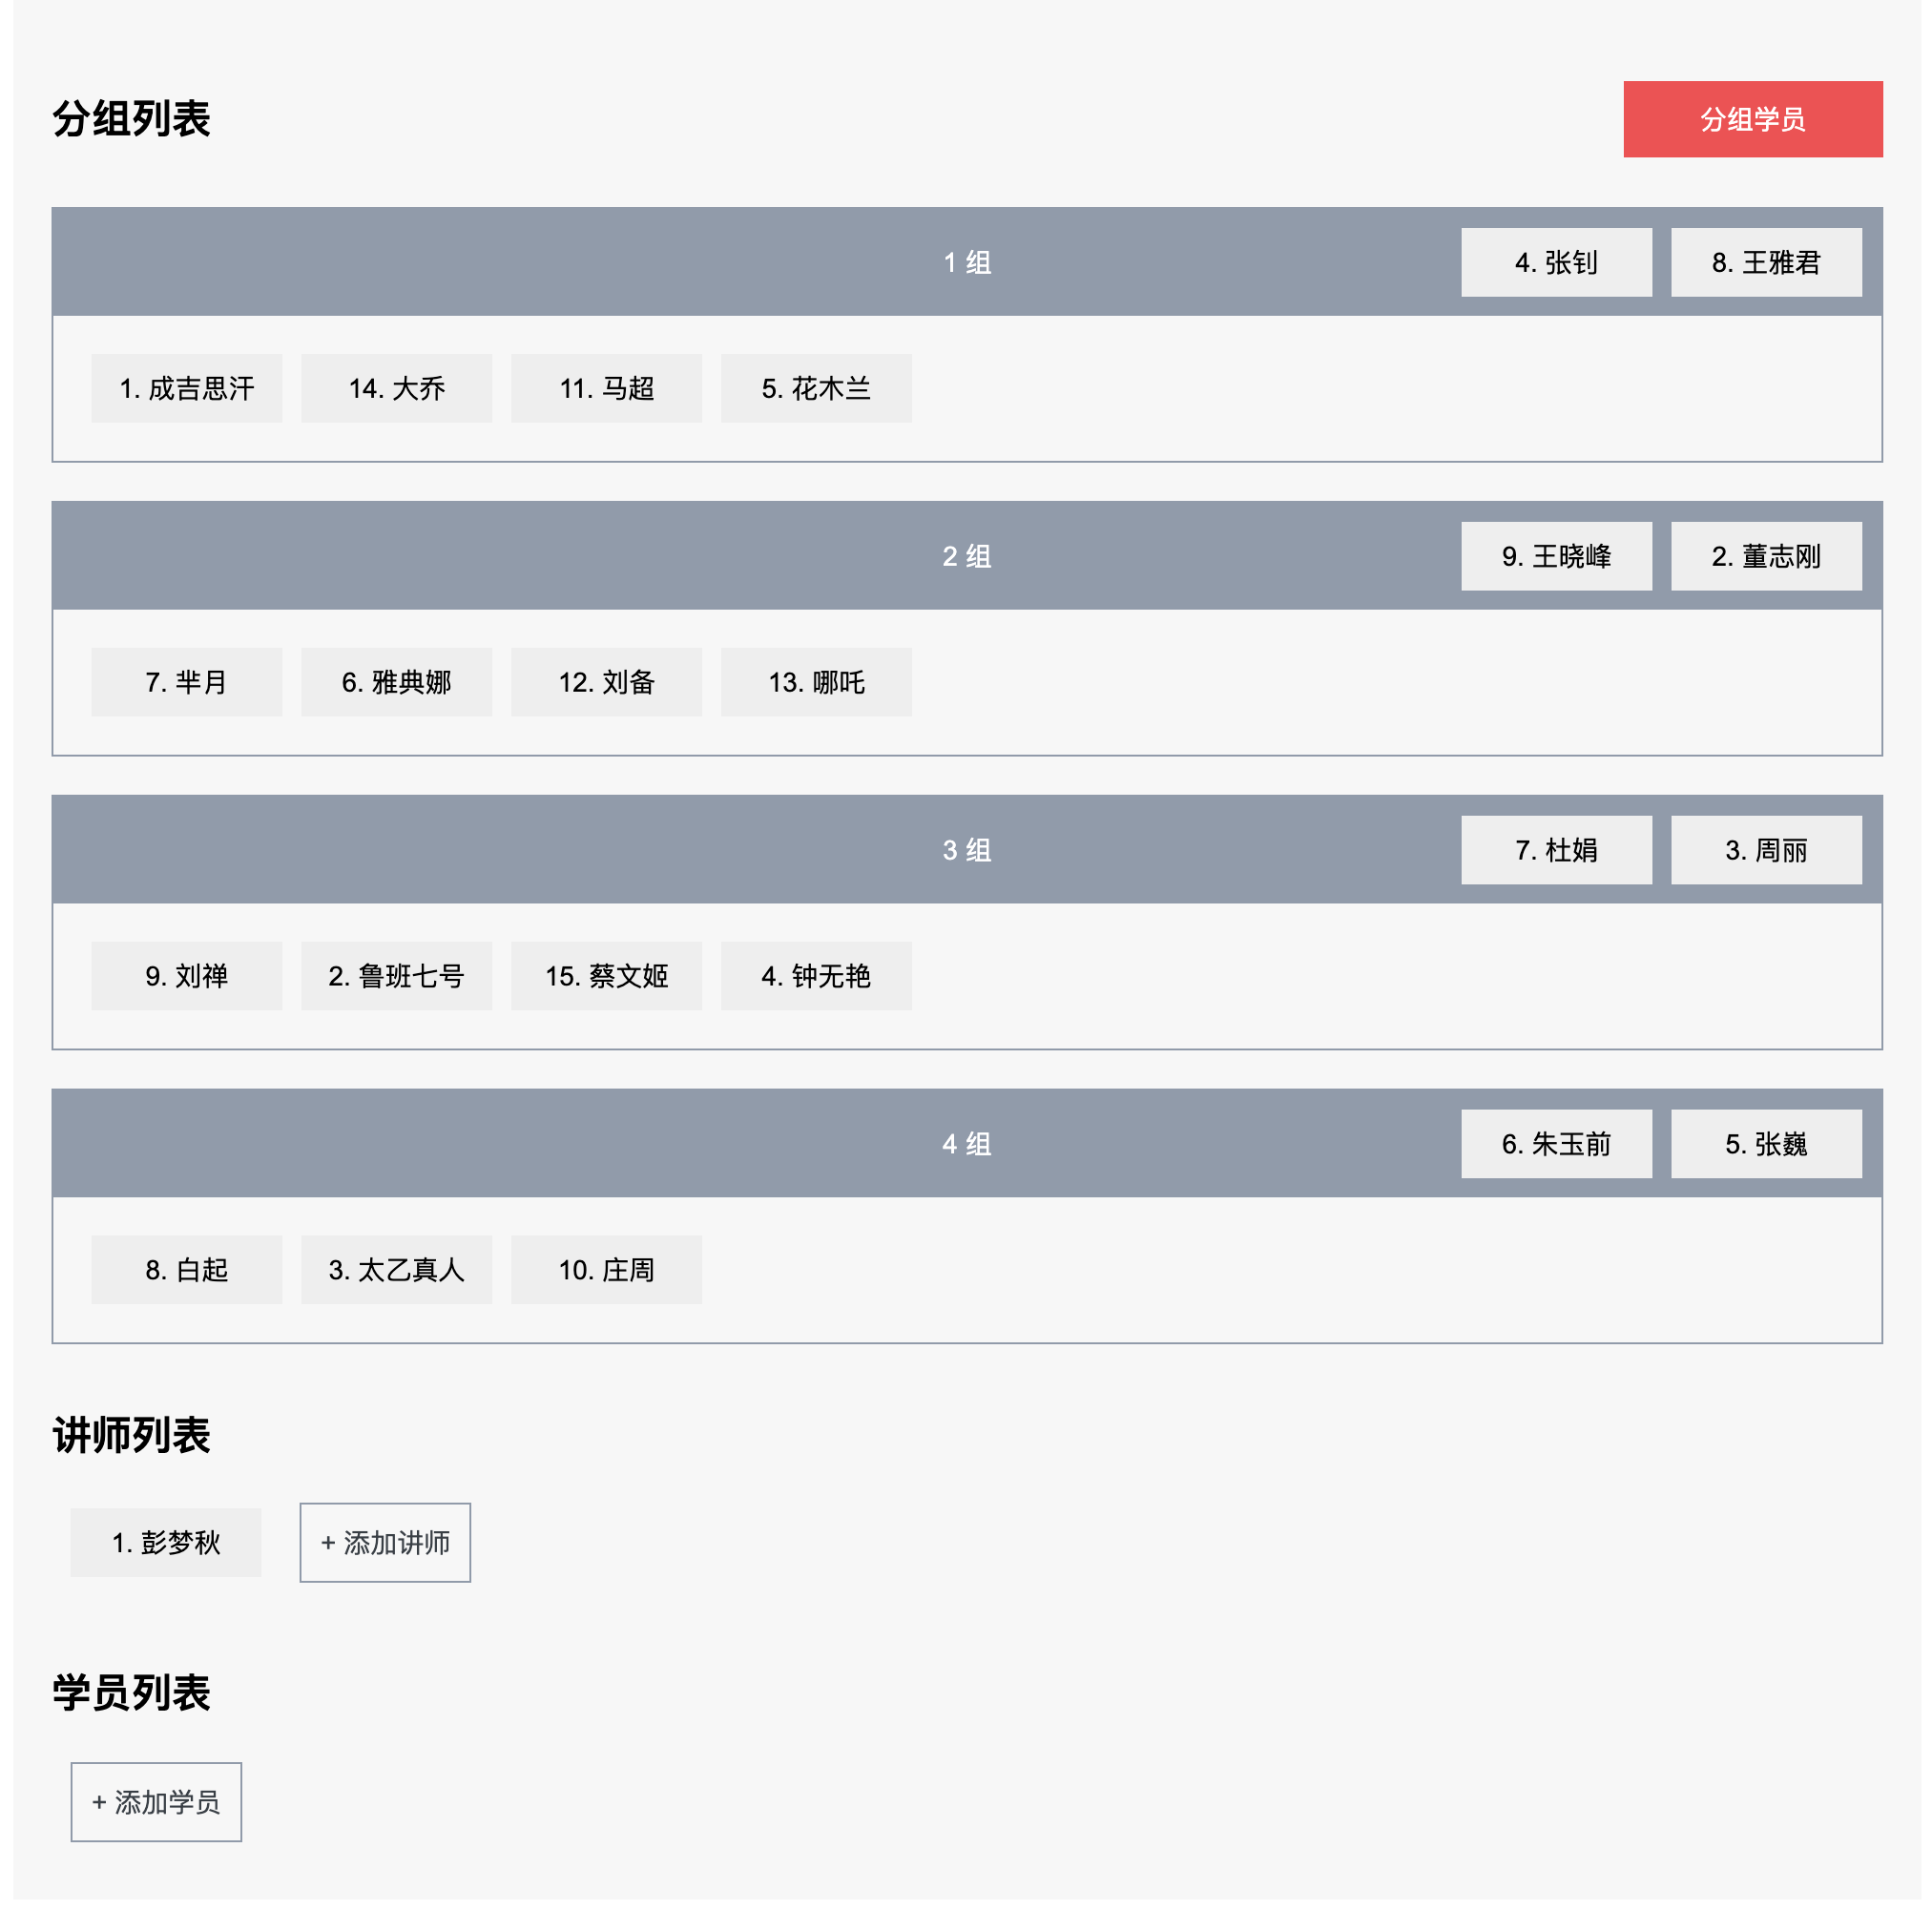 分组列表
分组学员
1 组
4. 张钊
8. 王雅君
1. 成吉思汗
14. 大乔
11. 马超
5. 花木兰
2 组
9. 王晓峰
2. 董志刚
7. 芈月
6. 雅典娜
12. 刘备
13. 哪吒
3 组
7. 杜娟
3. 周丽
9. 刘禅
2. 鲁班七号
15. 蔡文姬
4. 钟无艳
4 组
6. 朱玉前
5. 张巍
8. 白起
3. 太乙真人
10. 庄周
讲师列表
1. 彭梦秋
+ 添加讲师
学员列表
+ 添加学员